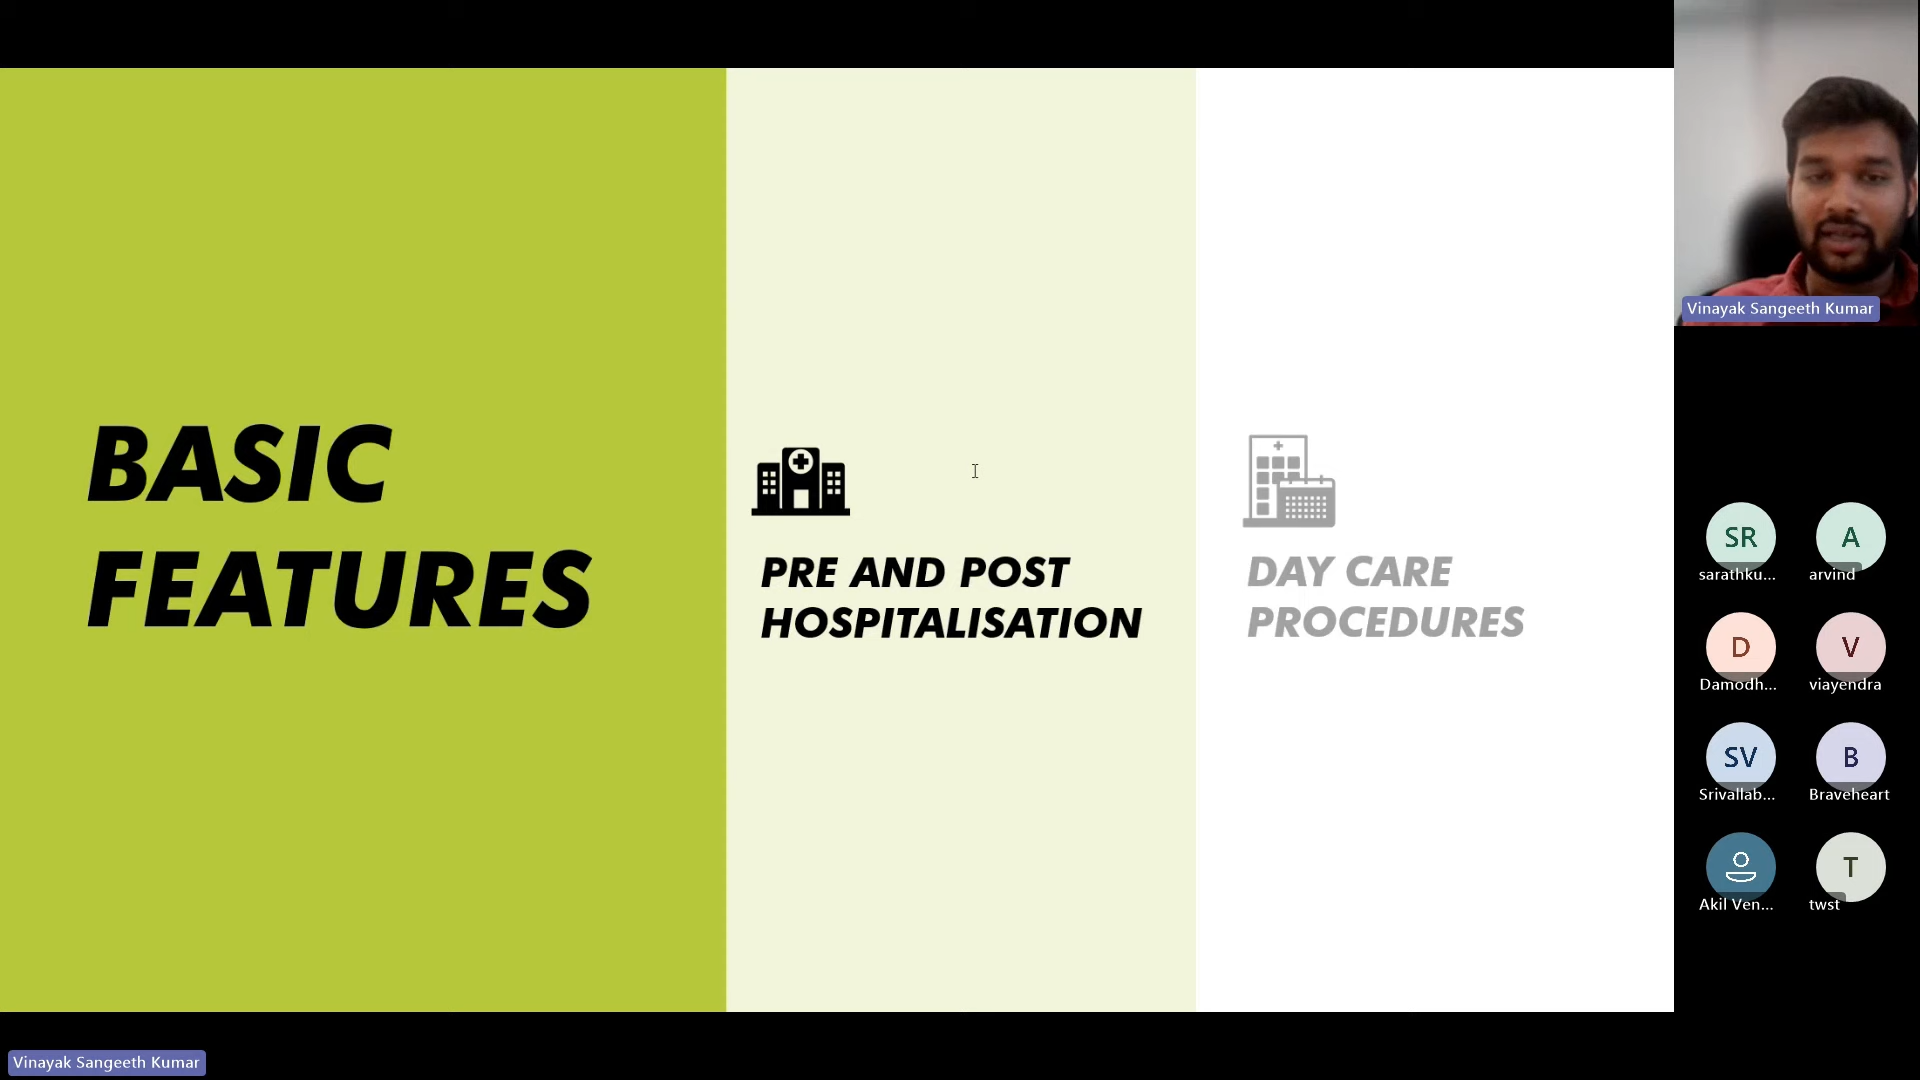 BASIC
FEATURES
PRE AND POST
HOSPITALISATION
DAY CARE
PROCEDURES
Vinayak Sangeeth Kumar
SR
sarathku...
A
arvind
D
Damodh...
V
viayendra
SV
Srivallab...
B
Braveheart
Akil Ven...
T
twst
Vinayak Sangeeth Kumar